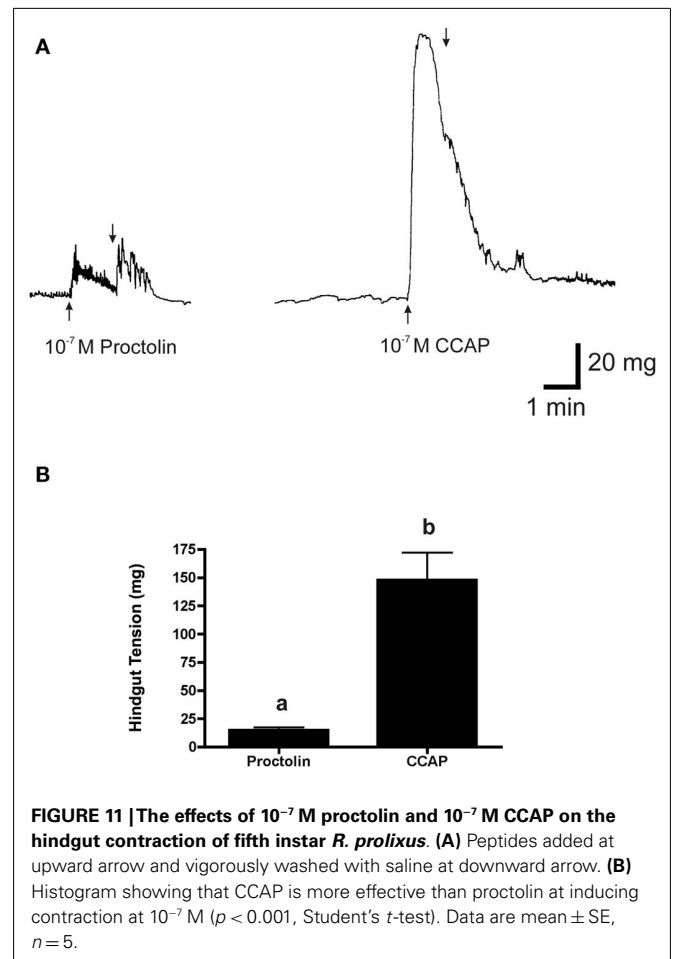 A
10⁻⁷ M Proctolin
10⁻⁷ M CCAP
20 mg
1 min
B
Hindgut Tension (mg)
175
150
125
100
75
50
25
0
a
b
Proctolin
CCAP
FIGURE 11 | The effects of 10⁻⁷ M proctolin and 10⁻⁷ M CCAP on the
hindgut contraction of fifth instar R. prolixus. (A) Peptides added at
upward arrow and vigorously washed with saline at downward arrow. (B)
Histogram showing that CCAP is more effective than proctolin at inducing
contraction at 10⁻⁷ M (p < 0.001, Student's t-test). Data are mean ± SE,
n = 5.